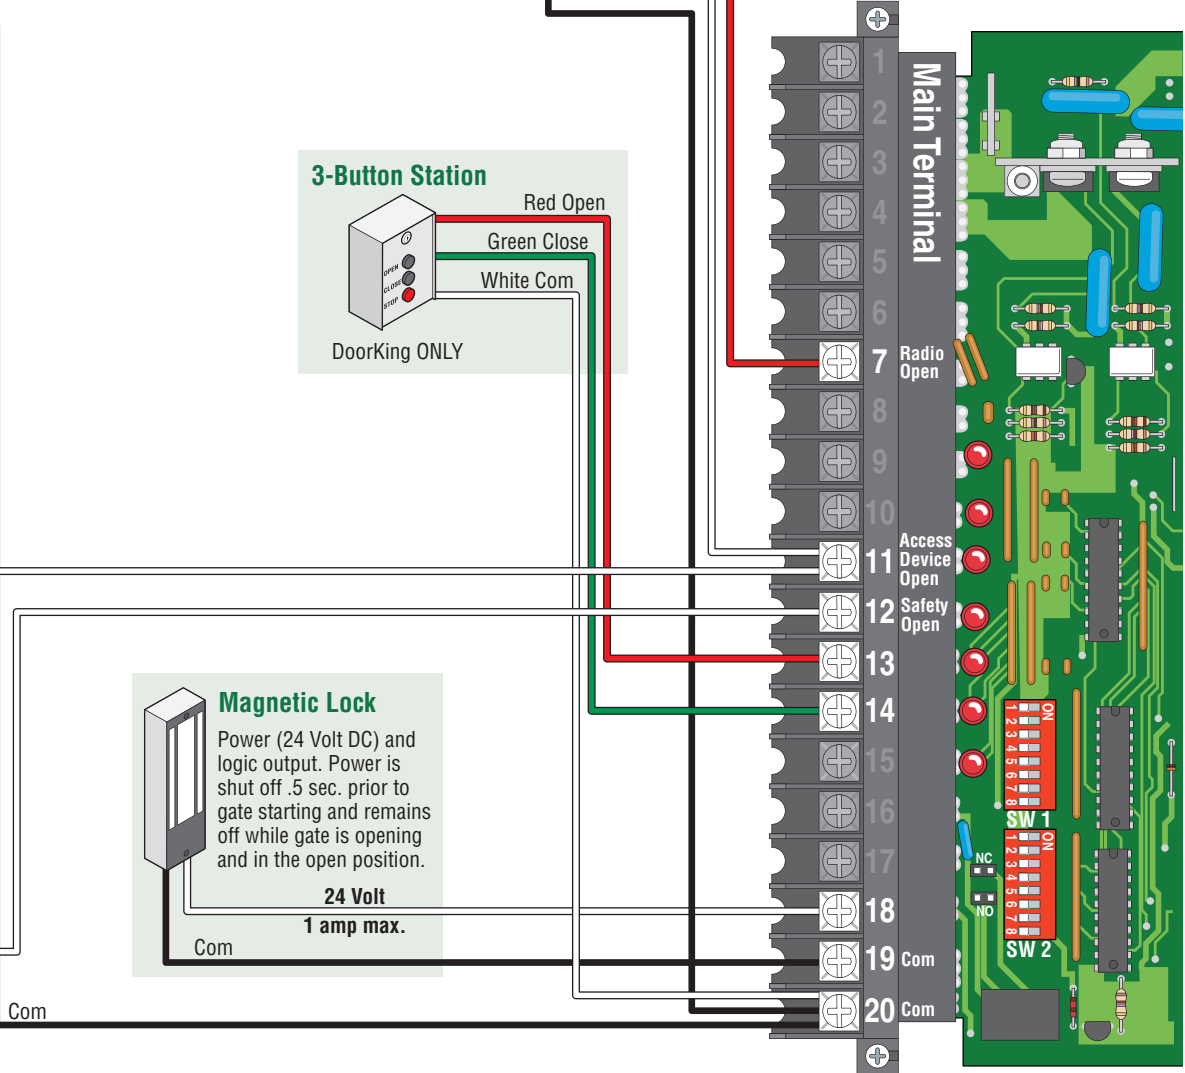 3-Button Station
Red Open
Green Close
White Com
OPEN
CLOSE
STOP
DoorKing ONLY
Magnetic Lock
Power (24 Volt DC) and
logic output. Power is
shut off .5 sec. prior to
gate starting and remains
off while gate is opening
and in the open position.
24 Volt
1 amp max.
Com
Com
Main Terminal
1
2
3
4
5
6
7 Radio
Open
8
9
10
11 Access
Device
Open
12 Safety
Open
13
14
15
16
17
18
19 Com
20 Com
ON
1 2 3 4 5 6 7 8
SW 1
ON
1 2 3 4 5 6 7 8
SW 2
NC
NO